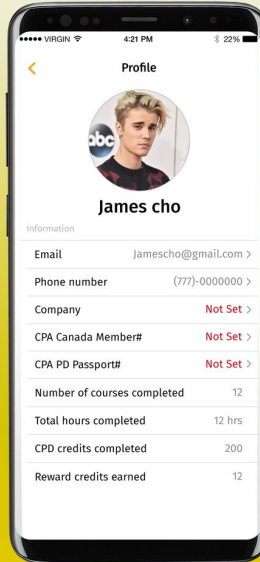 VIRGIN 4:21 PM 22%
Profile
abc
James cho
Information
Email Jamescho@gmail.com >
Phone number (777)-0000000 >
Company Not Set >
CPA Canada Member# Not Set >
CPA PD Passport# Not Set >
Number of courses completed 12
Total hours completed 12 hrs
CPD credits completed 200
Reward credits earned 12